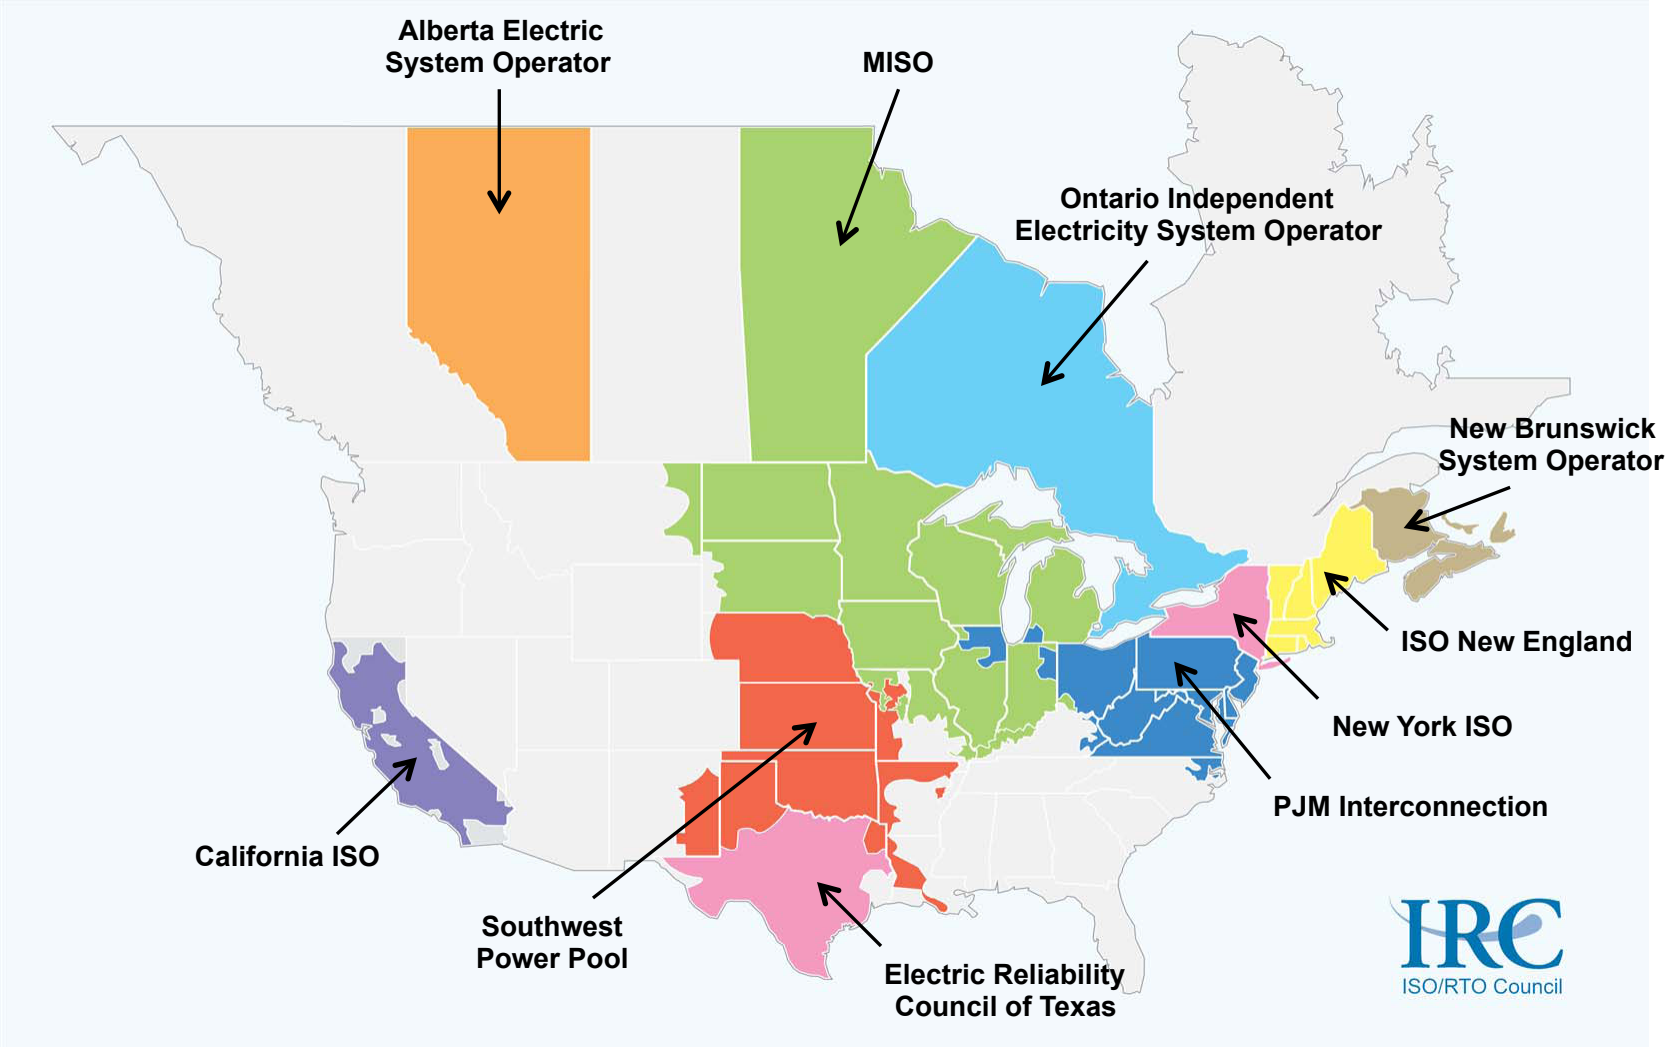 Alberta Electric
System Operator
MISO
Ontario Independent
Electricity System Operator
New Brunswick
System Operator
ISO New England
New York ISO
PJM Interconnection
California ISO
Southwest
Power Pool
Electric Reliability
Council of Texas
IRC
ISO/RTO Council